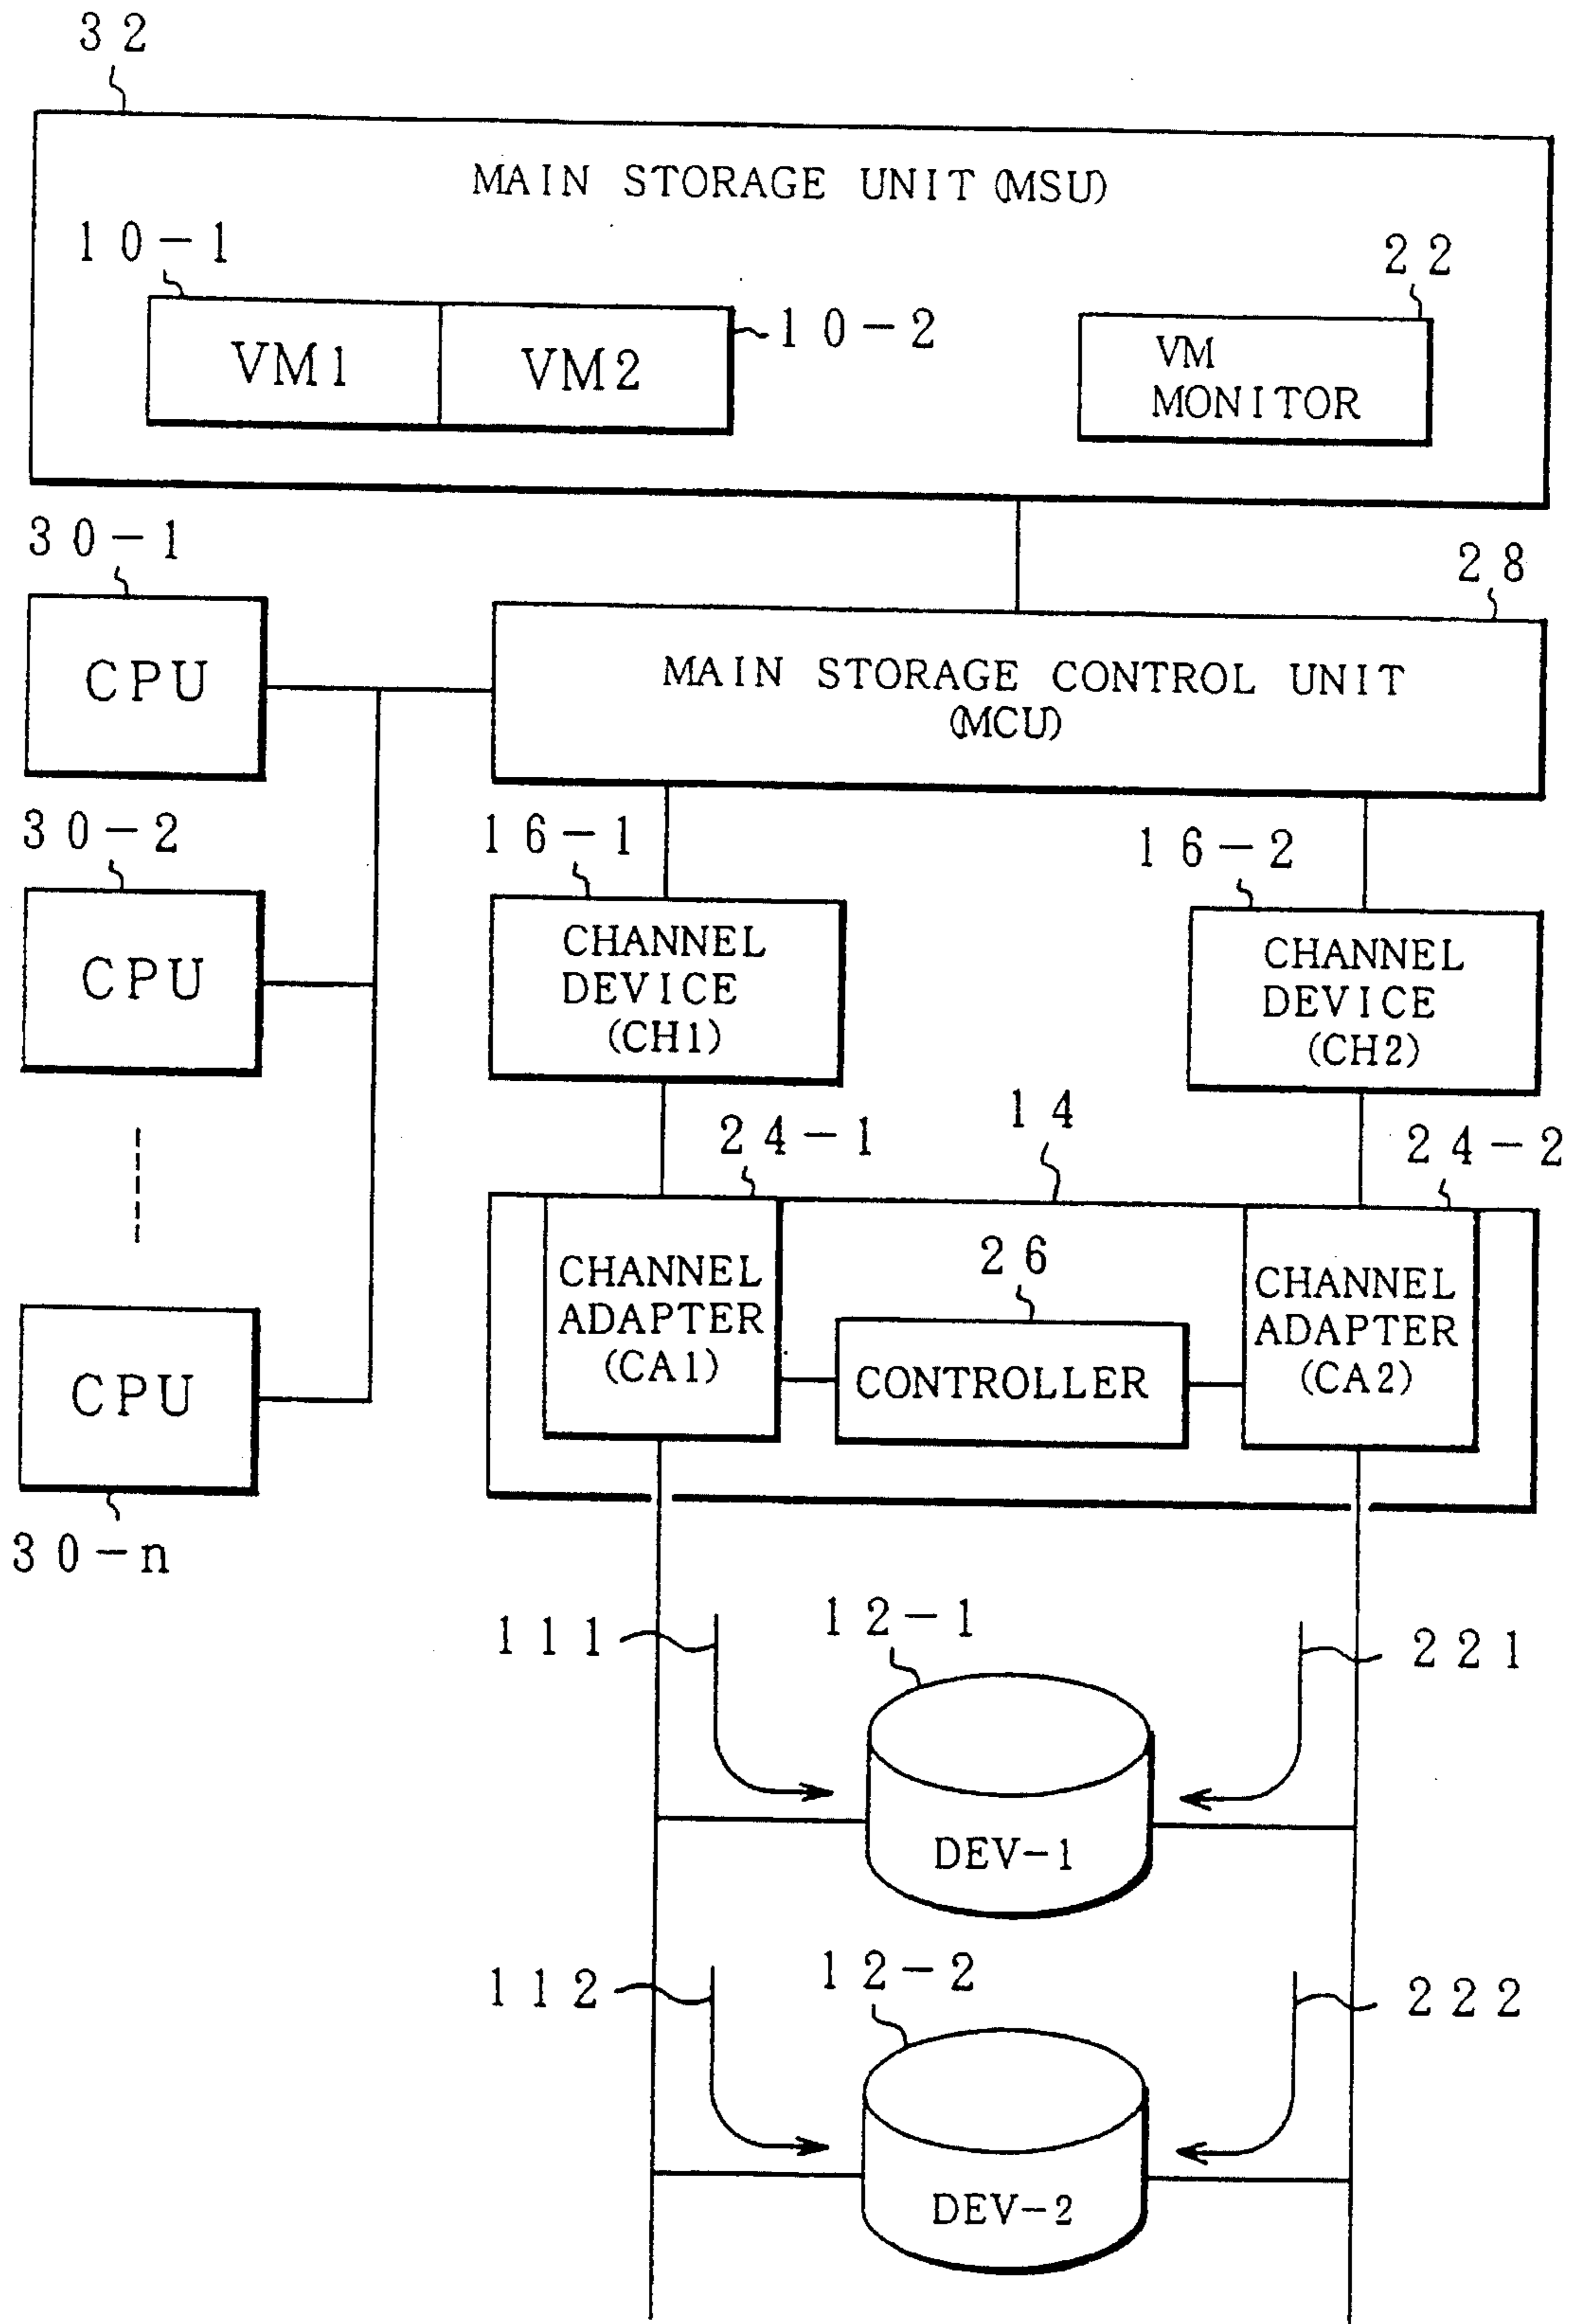 32
MAIN STORAGE UNIT (MSU)
10-1
22
10-2
VM1
VM2
VM
MONITOR
30-1
28
CPU
MAIN STORAGE CONTROL UNIT
(MCU)
30-2
16-1
16-2
CPU
CHANNEL
DEVICE
(CH1)
CHANNEL
DEVICE
(CH2)
14
24-1
24-2
26
CHANNEL
ADAPTER
(CA1)
CONTROLLER
CHANNEL
ADAPTER
(CA2)
CPU
30-n
111
12-1
221
DEV-1
112
12-2
222
DEV-2